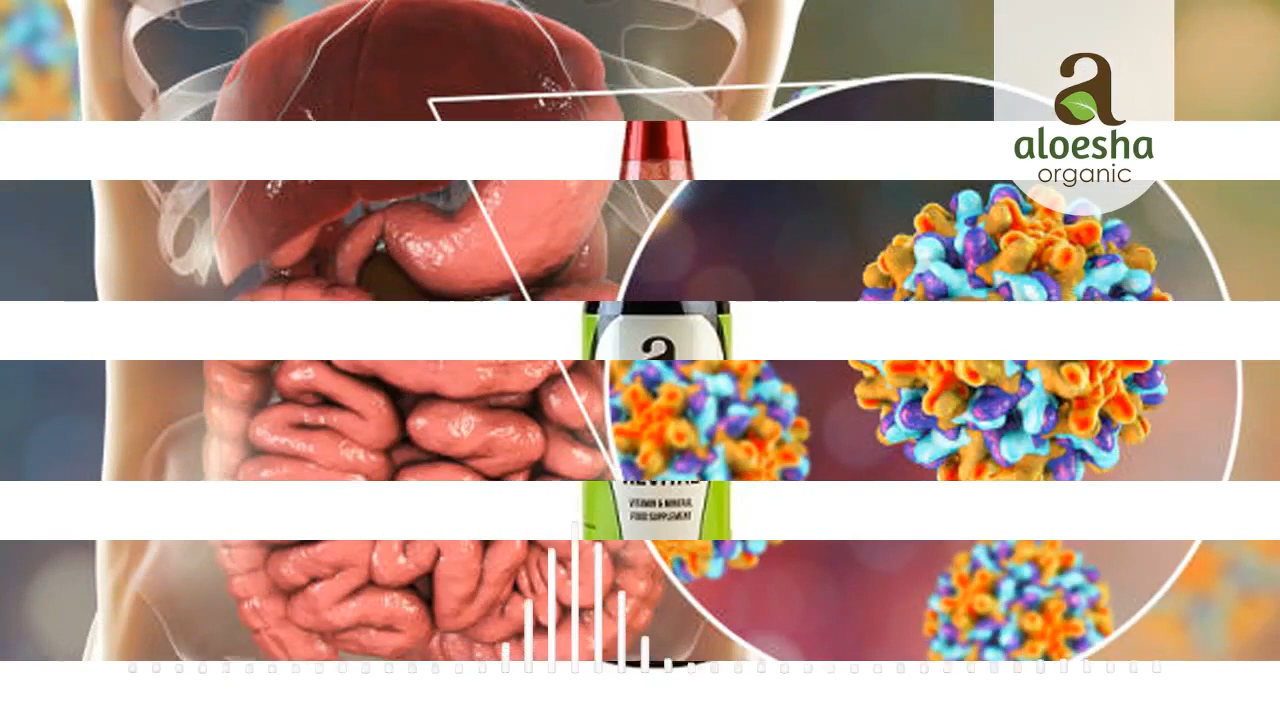 a
aloesha
organic
a
VITAMIN & MINERAL
FOOD SUPPLEMENT